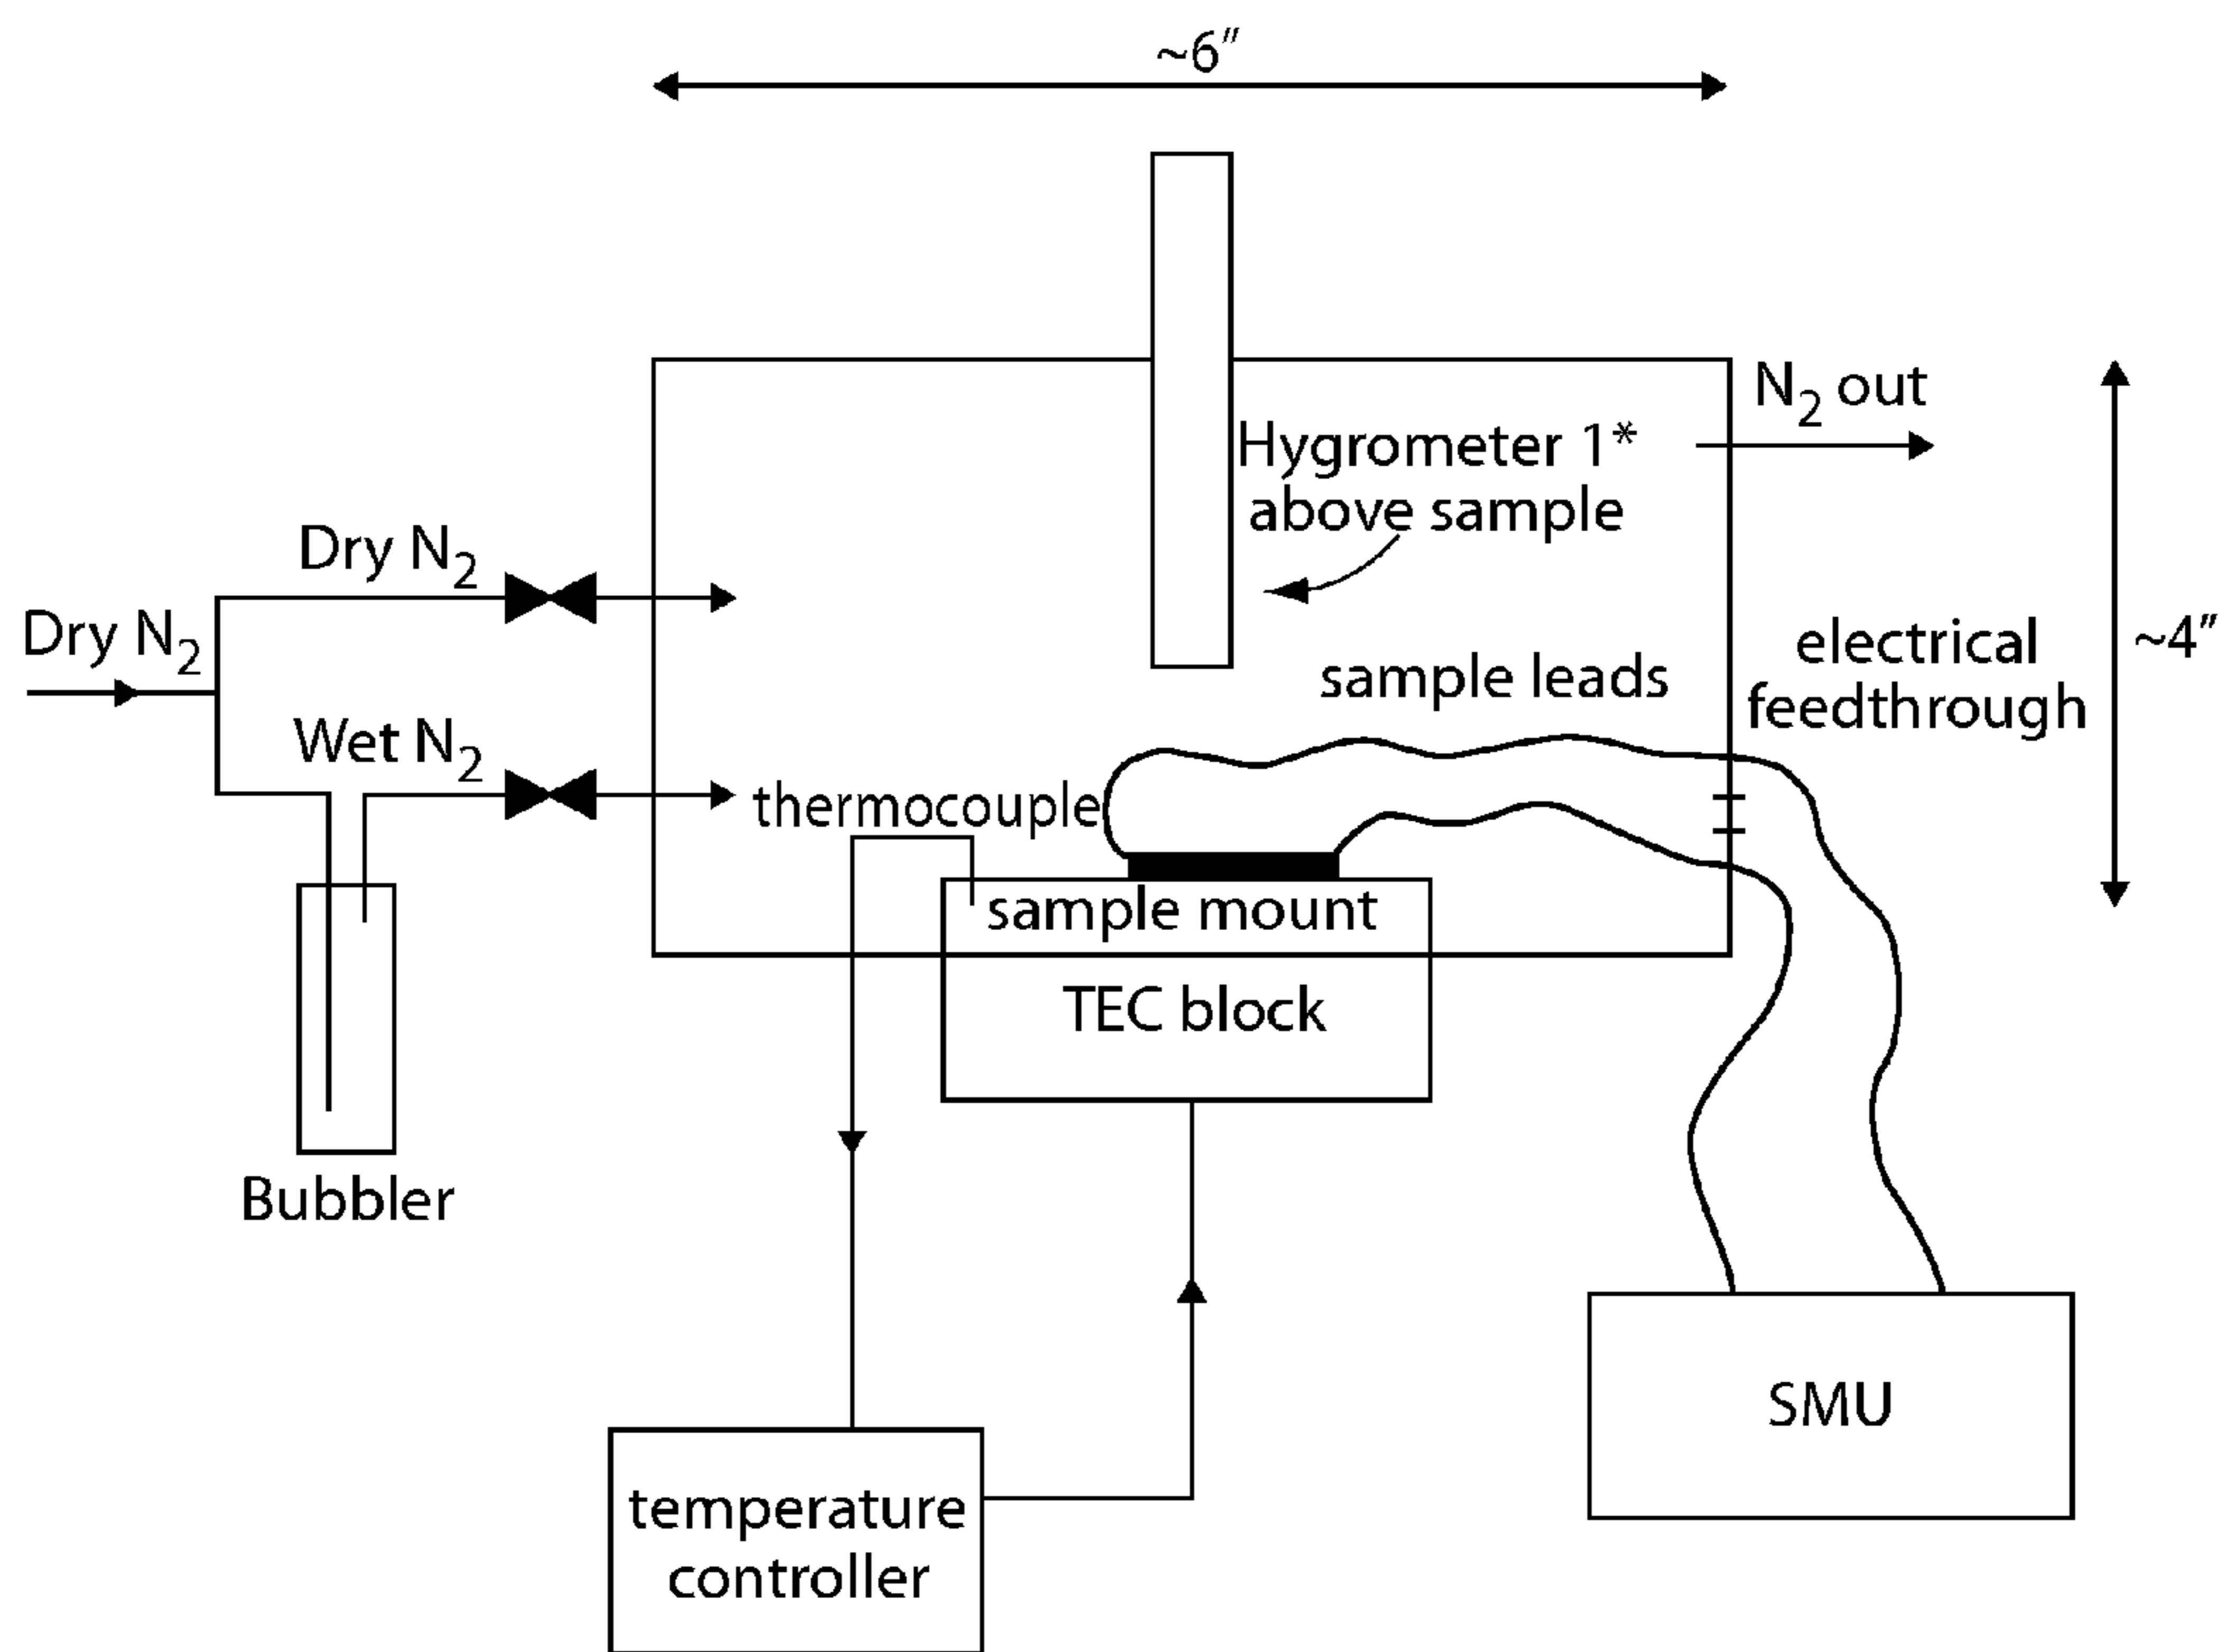 ~6″
N2 out
Hygrometer 1*
above sample
Dry N2
Dry N2
~4″
electrical
feedthrough
sample leads
Wet N2
thermocouple
sample mount
TEC block
Bubbler
SMU
temperature
controller